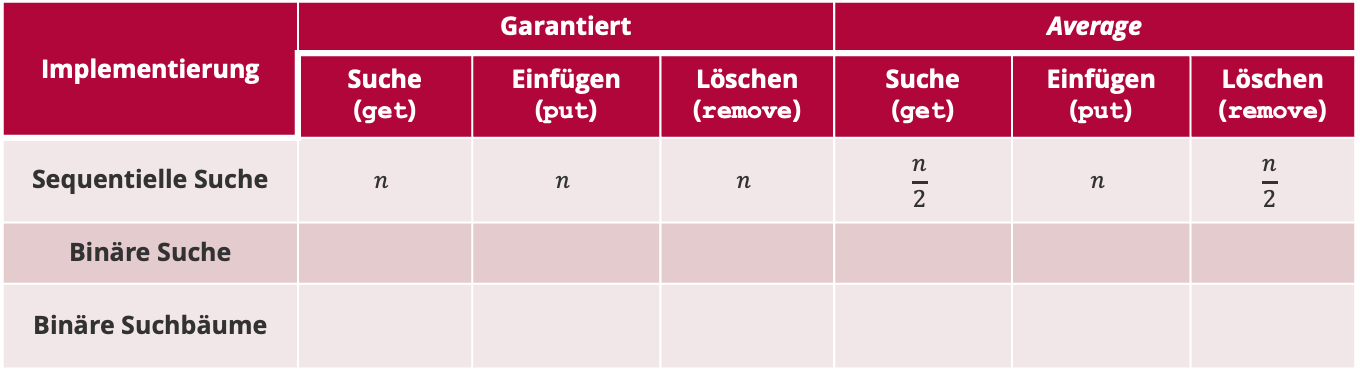 Implementierung
Garantiert
Average
Suche
(get)
Einfügen
(put)
Löschen
(remove)
Suche
(get)
Einfügen
(put)
Löschen
(remove)
Sequentielle Suche
n
n
n
n/2
n
n/2
Binäre Suche
Binäre Suchbäume